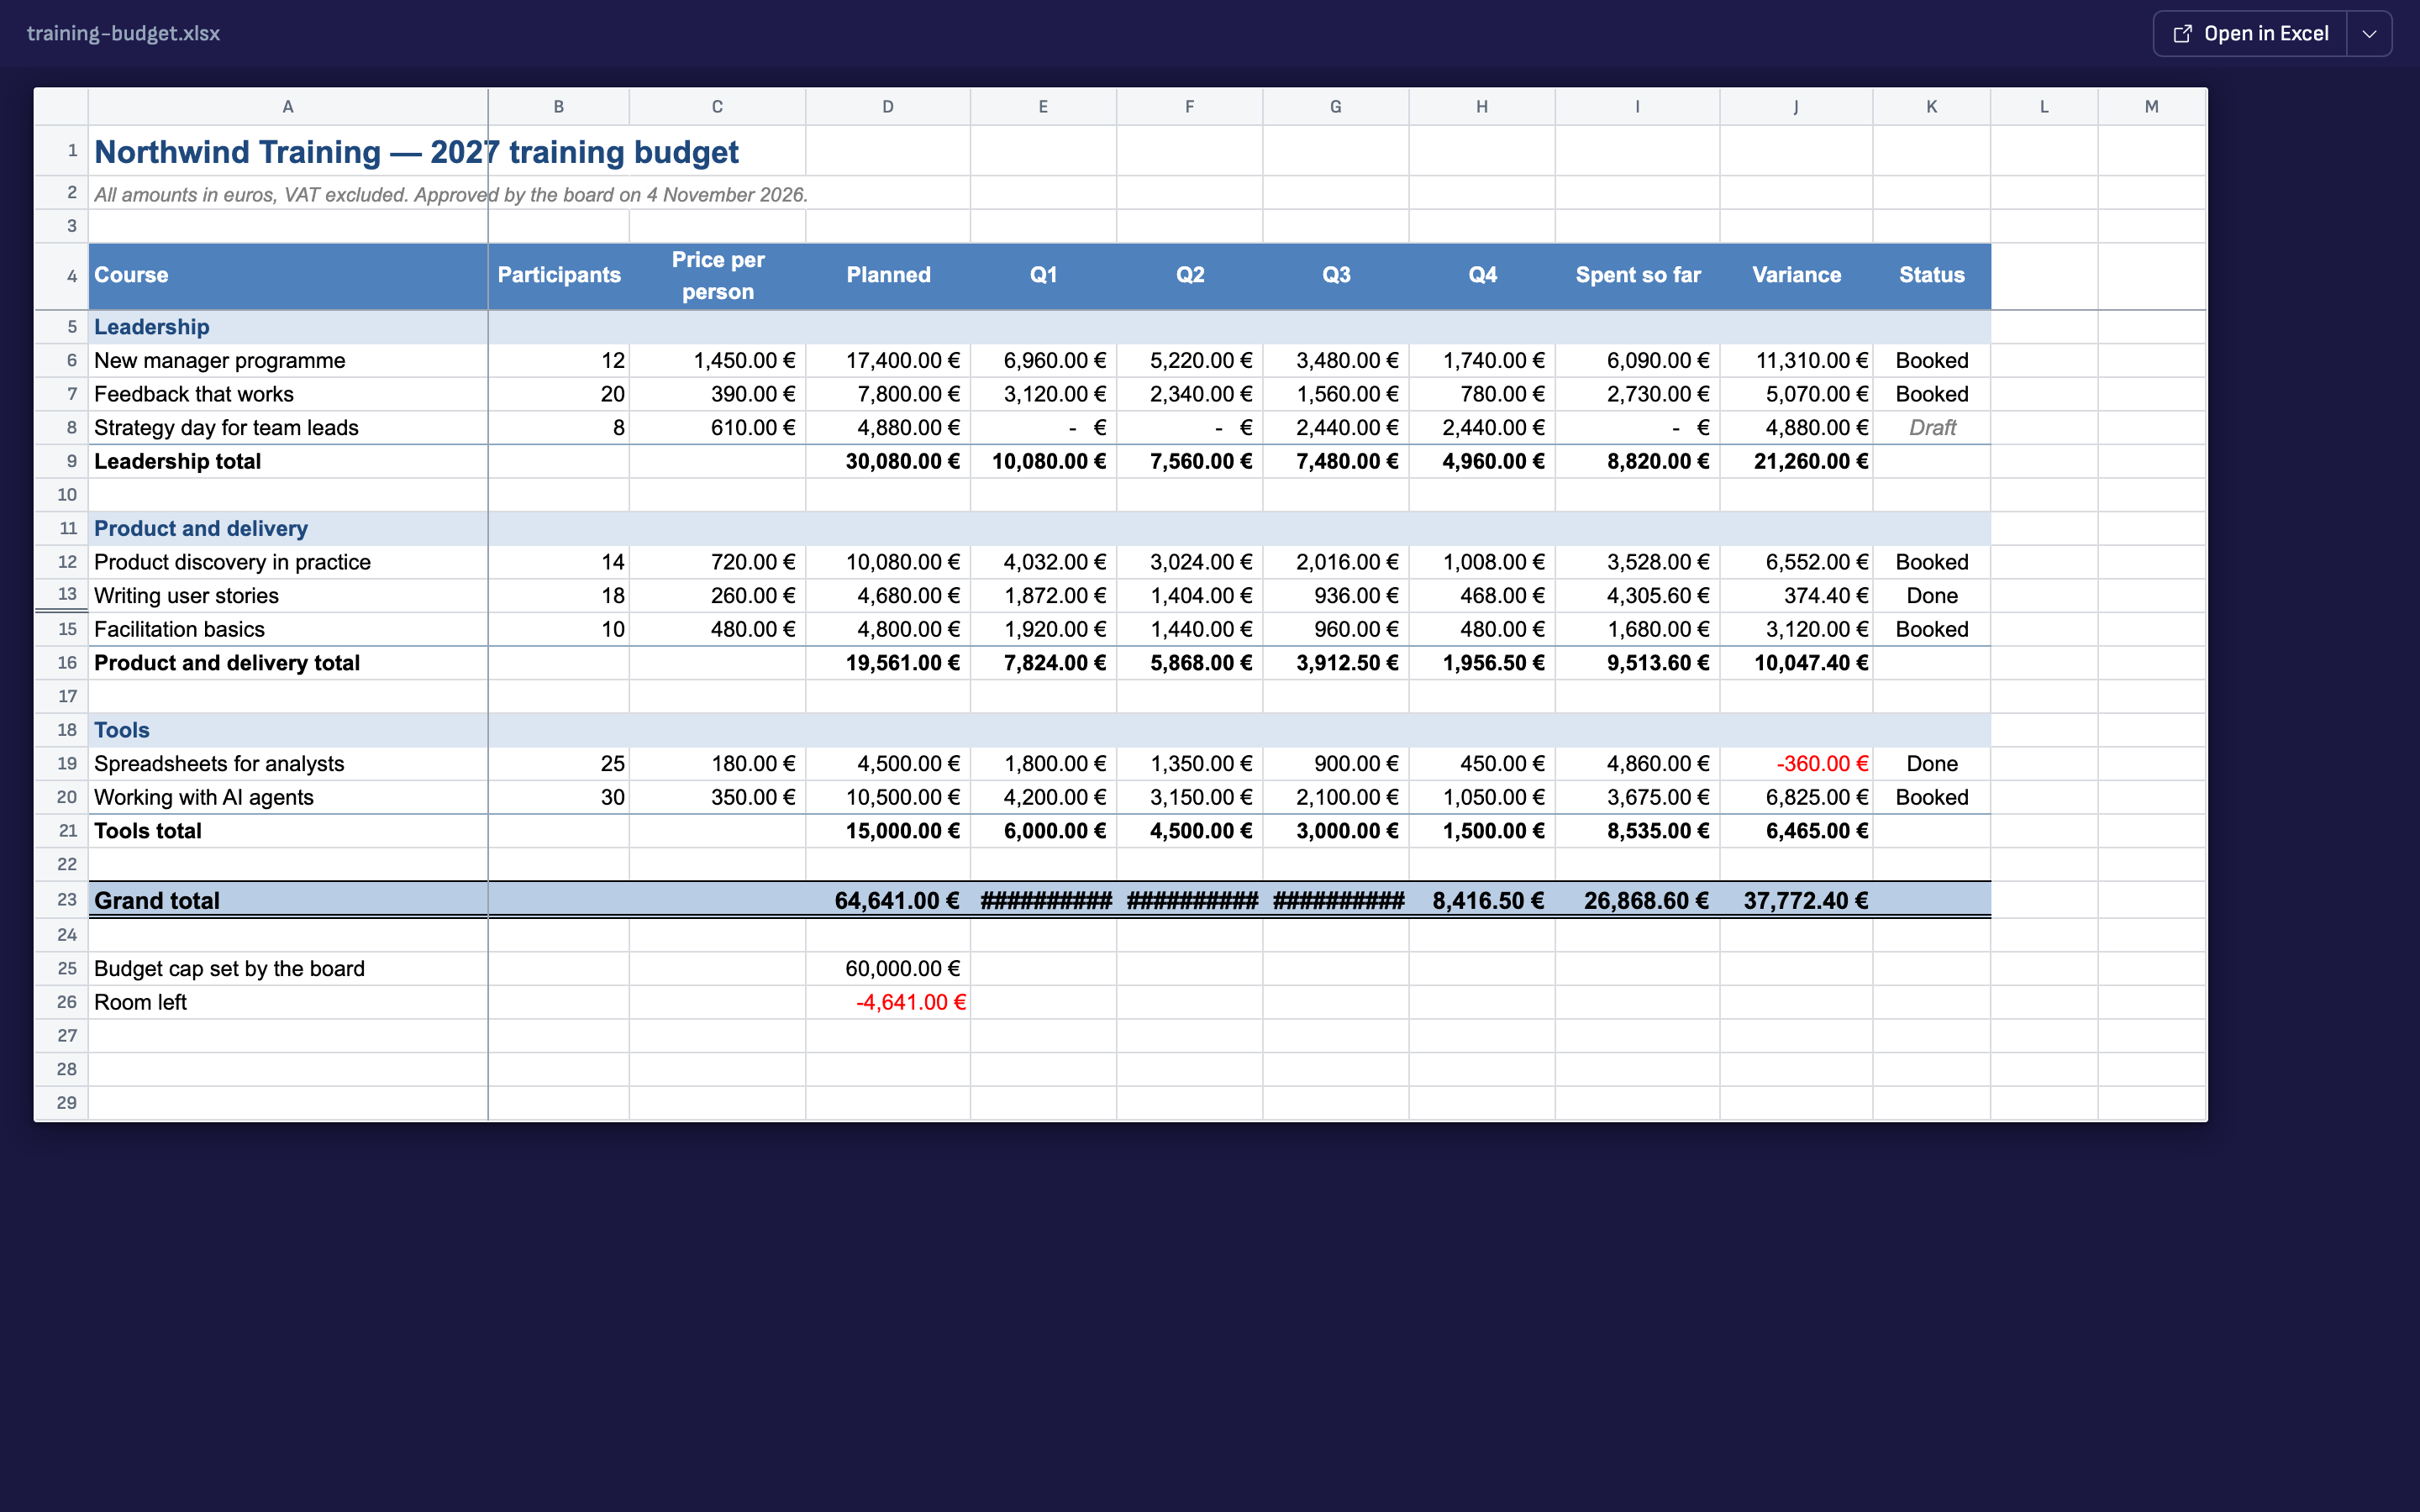 training-budget.xlsx
Open in Excel
A B C D E F G H I J K L M
1 Northwind Training — 2027 training budget
2 All amounts in euros, VAT excluded. Approved by the board on 4 November 2026.
3
4 Course Participants Price per person Planned Q1 Q2 Q3 Q4 Spent so far Variance Status
5 Leadership
6 New manager programme 12 1,450.00 € 17,400.00 € 6,960.00 € 5,220.00 € 3,480.00 € 1,740.00 € 6,090.00 € 11,310.00 € Booked
7 Feedback that works 20 390.00 € 7,800.00 € 3,120.00 € 2,340.00 € 1,560.00 € 780.00 € 2,730.00 € 5,070.00 € Booked
8 Strategy day for team leads 8 610.00 € 4,880.00 € - € - € 2,440.00 € 2,440.00 € - € 4,880.00 € Draft
9 Leadership total 30,080.00 € 10,080.00 € 7,560.00 € 7,480.00 € 4,960.00 € 8,820.00 € 21,260.00 €
10
11 Product and delivery
12 Product discovery in practice 14 720.00 € 10,080.00 € 4,032.00 € 3,024.00 € 2,016.00 € 1,008.00 € 3,528.00 € 6,552.00 € Booked
13 Writing user stories 18 260.00 € 4,680.00 € 1,872.00 € 1,404.00 € 936.00 € 468.00 € 4,305.60 € 374.40 € Done
15 Facilitation basics 10 480.00 € 4,800.00 € 1,920.00 € 1,440.00 € 960.00 € 480.00 € 1,680.00 € 3,120.00 € Booked
16 Product and delivery total 19,561.00 € 7,824.00 € 5,868.00 € 3,912.50 € 1,956.50 € 9,513.60 € 10,047.40 €
17
18 Tools
19 Spreadsheets for analysts 25 180.00 € 4,500.00 € 1,800.00 € 1,350.00 € 900.00 € 450.00 € 4,860.00 € -360.00 € Done
20 Working with AI agents 30 350.00 € 10,500.00 € 4,200.00 € 3,150.00 € 2,100.00 € 1,050.00 € 3,675.00 € 6,825.00 € Booked
21 Tools total 15,000.00 € 6,000.00 € 4,500.00 € 3,000.00 € 1,500.00 € 8,535.00 € 6,465.00 €
22
23 Grand total 64,641.00 € ########## ########## ########## 8,416.50 € 26,868.60 € 37,772.40 €
24
25 Budget cap set by the board 60,000.00 €
26 Room left -4,641.00 €
27
28
29